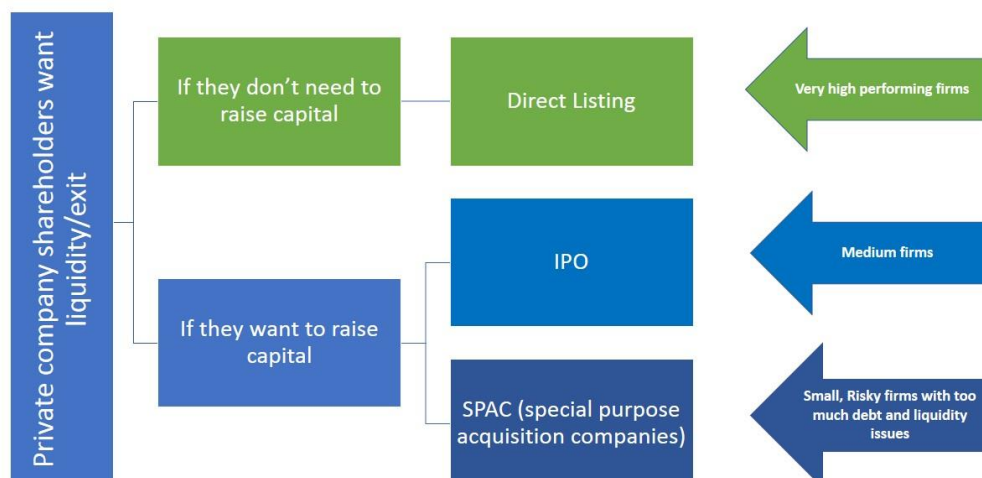 Private company shareholders want
liquidity/exit
If they don’t need to
raise capital
Direct Listing
Very high performing firms
If they want to raise
capital
IPO
Medium firms
SPAC (special purpose
acquisition companies)
Small, Risky firms with too
much debt and liquidity
issues